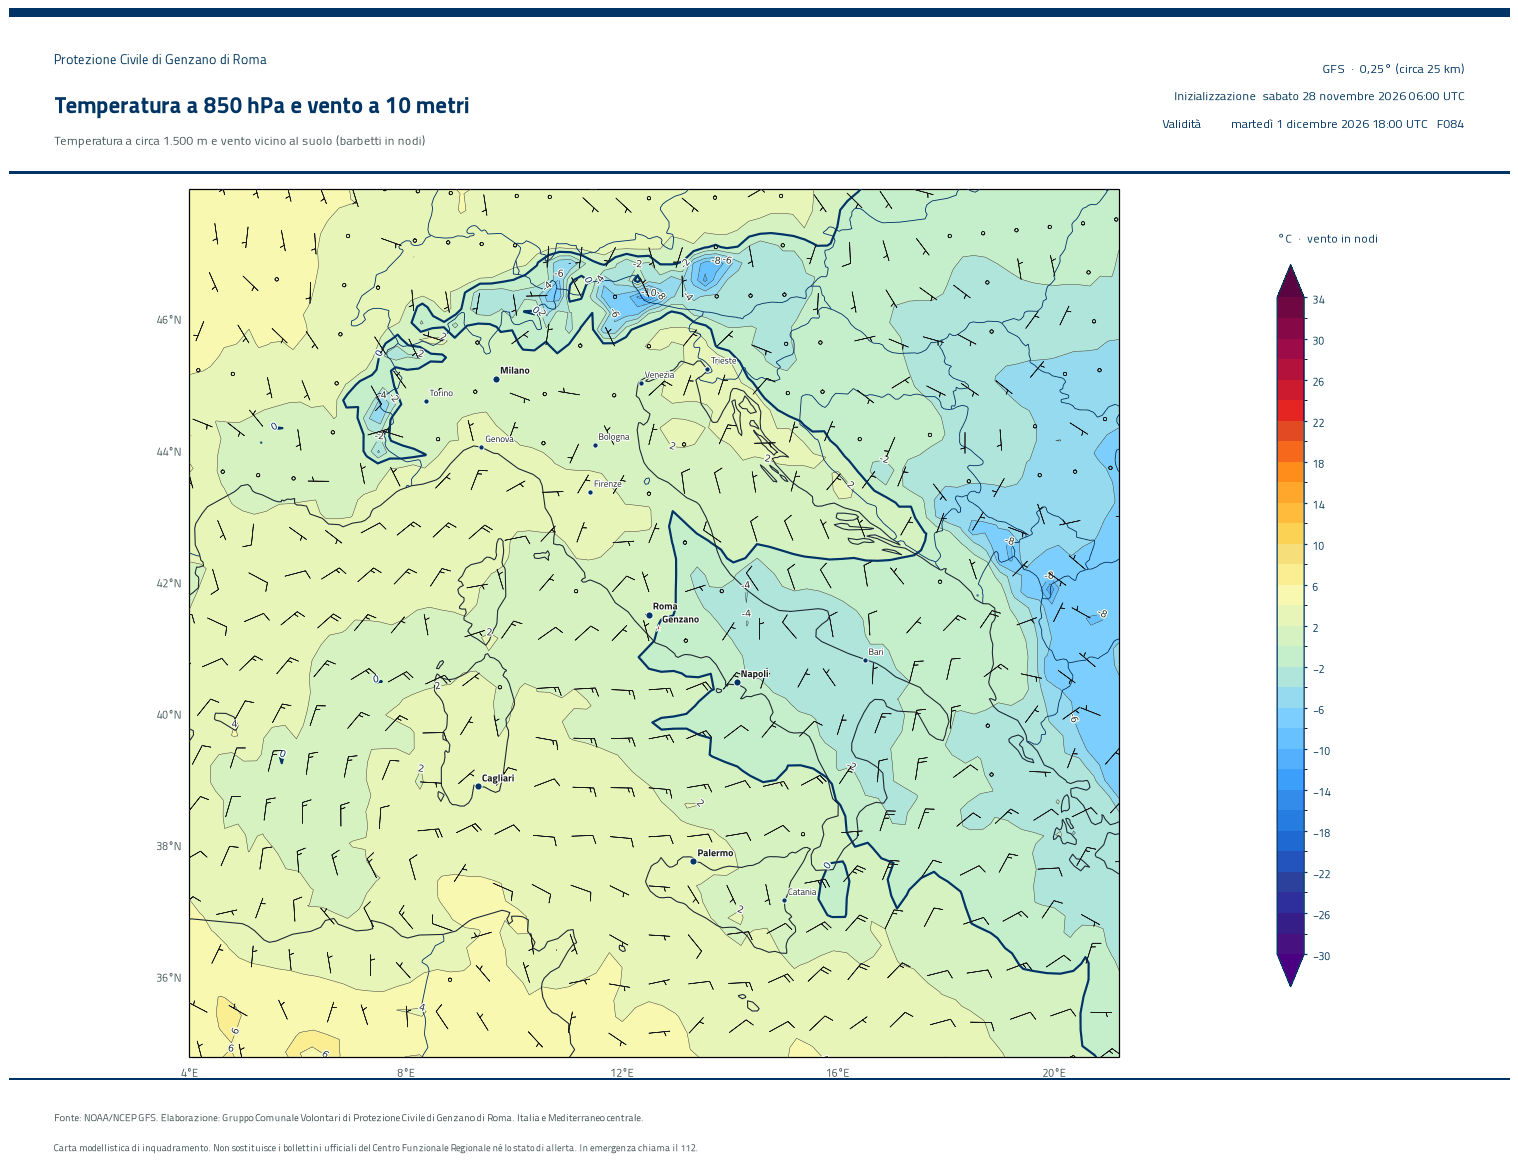 Protezione Civile di Genzano di Roma
Temperatura a 850 hPa e vento a 10 metri
Temperatura a circa 1.500 m e vento vicino al suolo (barbetti in nodi)
GFS · 0,25° (circa 25 km)
Inizializzazione sabato 28 novembre 2026 06:00 UTC
Validità martedì 1 dicembre 2026 18:00 UTC F084
°C · vento in nodi
34
30
26
22
18
14
10
6
2
−2
−6
−10
−14
−18
−22
−26
−30
46°N
44°N
42°N
40°N
38°N
36°N
4°E
8°E
12°E
16°E
20°E
Milano
Torino
Venezia
Trieste
Genova
Bologna
Firenze
Roma
Genzano
Napoli
Bari
Cagliari
Palermo
Catania
Fonte: NOAA/NCEP GFS. Elaborazione: Gruppo Comunale Volontari di Protezione Civile di Genzano di Roma. Italia e Mediterraneo centrale.
Carta modellistica di inquadramento. Non sostituisce i bollettini ufficiali del Centro Funzionale Regionale né lo stato di allerta. In emergenza chiama il 112.